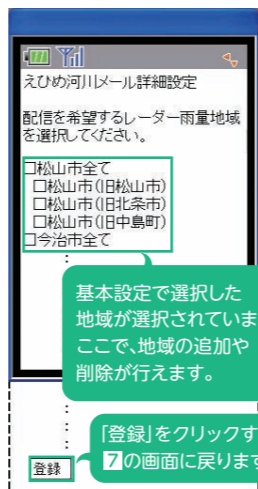 えひめ河川メール詳細設定
配信を希望するレーダー雨量地域
を選択してください。
□松山市全て
□松山市(旧松山市)
□松山市(旧北条市)
□松山市(旧中島町)
□今治市全て
：
基本設定で選択した
地域が選択されていま
ここで、地域の追加や
削除が行えます。
：
：
「登録」をクリックす
7の画面に戻ります
登録